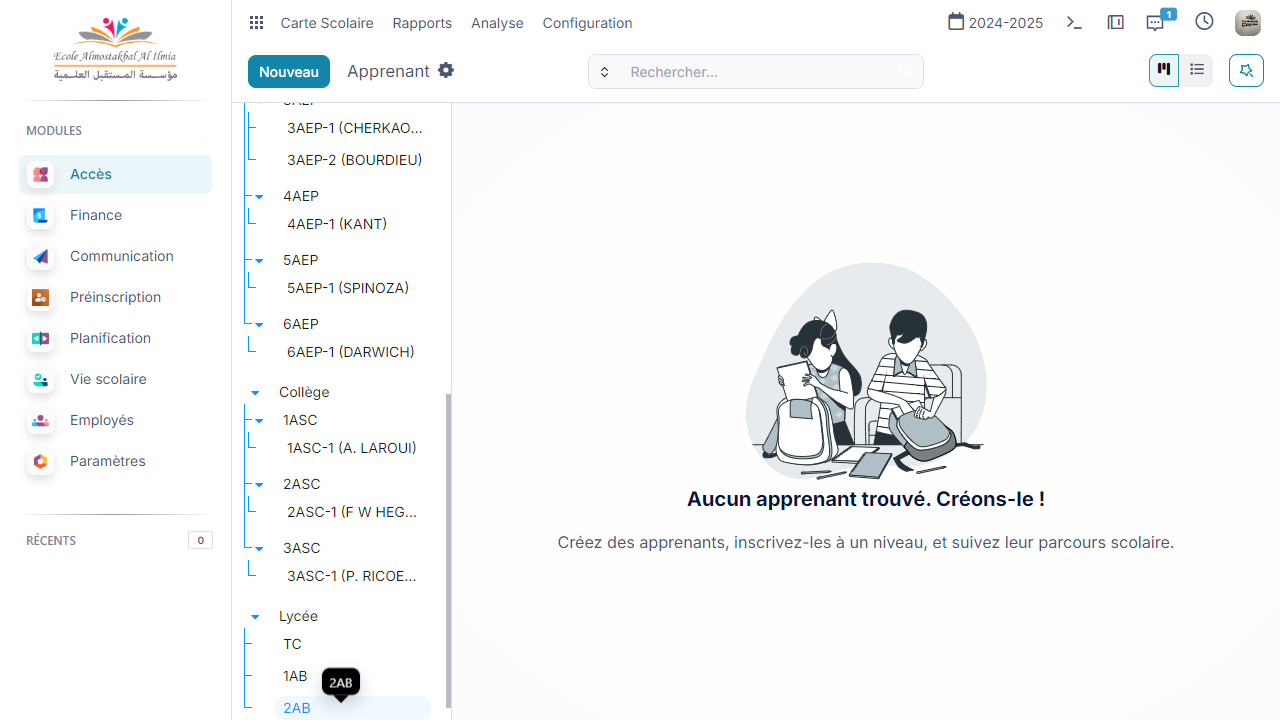 Ecole Almostakbal Al Ilmia
مؤسسة المستقبل العلمية
MODULES
Accès
Finance
Communication
Préinscription
Planification
Vie scolaire
Employés
Paramètres
RÉCENTS
0
Carte Scolaire
Rapports
Analyse
Configuration
2024-2025
1
Nouveau
Apprenant
Rechercher...
3AEP-1 (CHERKAO...
3AEP-2 (BOURDIEU)
4AEP
4AEP-1 (KANT)
5AEP
5AEP-1 (SPINOZA)
6AEP
6AEP-1 (DARWICH)
Collège
1ASC
1ASC-1 (A. LAROUI)
2ASC
2ASC-1 (F W HEG...
3ASC
3ASC-1 (P. RICOE...
Lycée
TC
1AB
2AB
2AB
Aucun apprenant trouvé. Créons-le !
Créez des apprenants, inscrivez-les à un niveau, et suivez leur parcours scolaire.